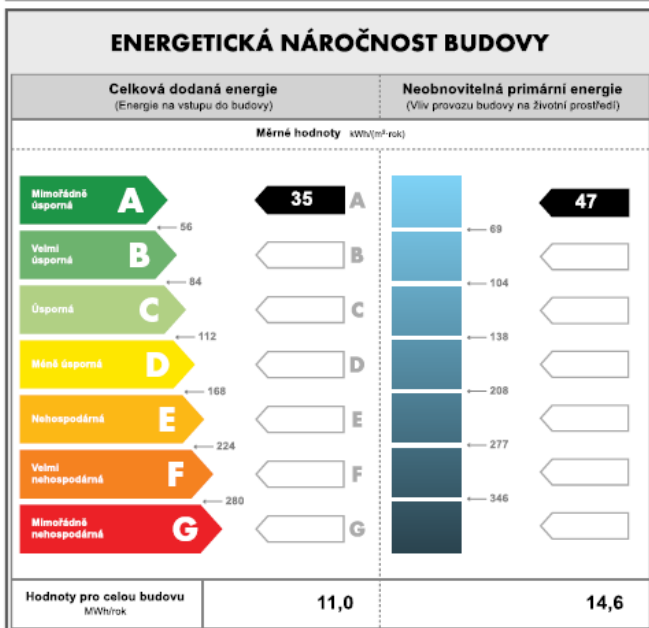 ENERGETICKÁ NÁROČNOST BUDOVY
Celková dodaná energie
(Energie na vstupu do budovy)
Neobnovitelná primární energie
(Vliv provozu budovy na životní prostředí)
Měrné hodnoty kWh/(m²·rok)
Mimořádně
úsporná
A
35
A
47
56
69
Velmi
úsporná
B
B
84
104
Úsporná
C
C
112
138
Méně úsporná
D
D
168
208
Nehospodárná
E
E
224
277
Velmi
nehospodárná
F
F
280
346
Mimořádně
nehospodárná
G
G
Hodnoty pro celou budovu
MWh/rok
11,0
14,6